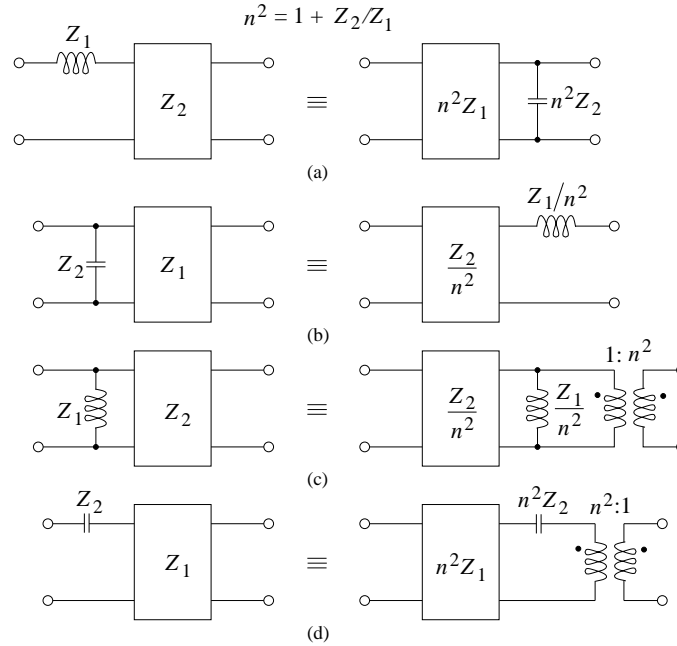 n² = 1 + Z₂/Z₁
Z₁
Z₂
≡
n²Z₁
n²Z₂
(a)
Z₂
Z₁
≡
Z₂/n²
Z₁/n²
(b)
Z₁
Z₂
≡
Z₂/n²
Z₁/n²
1: n²
(c)
Z₂
Z₁
≡
n²Z₁
n²Z₂
n²:1
(d)